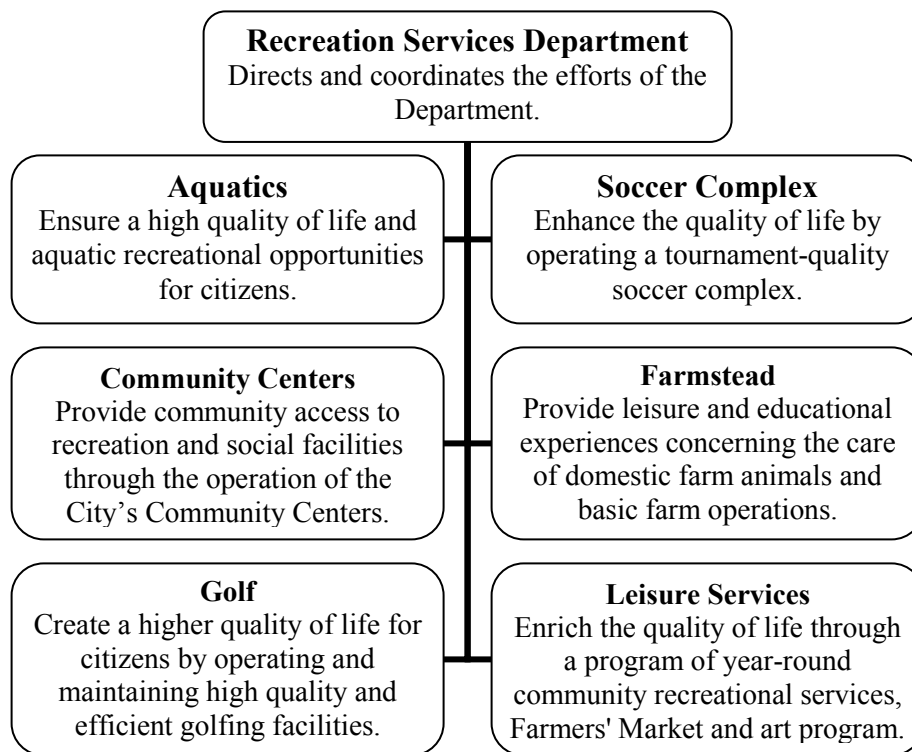 Recreation Services Department
Directs and coordinates the efforts of the
Department.
Aquatics
Ensure a high quality of life and
aquatic recreational opportunities
for citizens.
Soccer Complex
Enhance the quality of life by
operating a tournament-quality
soccer complex.
Community Centers
Provide community access to
recreation and social facilities
through the operation of the
City’s Community Centers.
Farmstead
Provide leisure and educational
experiences concerning the care
of domestic farm animals and
basic farm operations.
Golf
Create a higher quality of life for
citizens by operating and
maintaining high quality and
efficient golfing facilities.
Leisure Services
Enrich the quality of life through
a program of year-round
community recreational services,
Farmers' Market and art program.